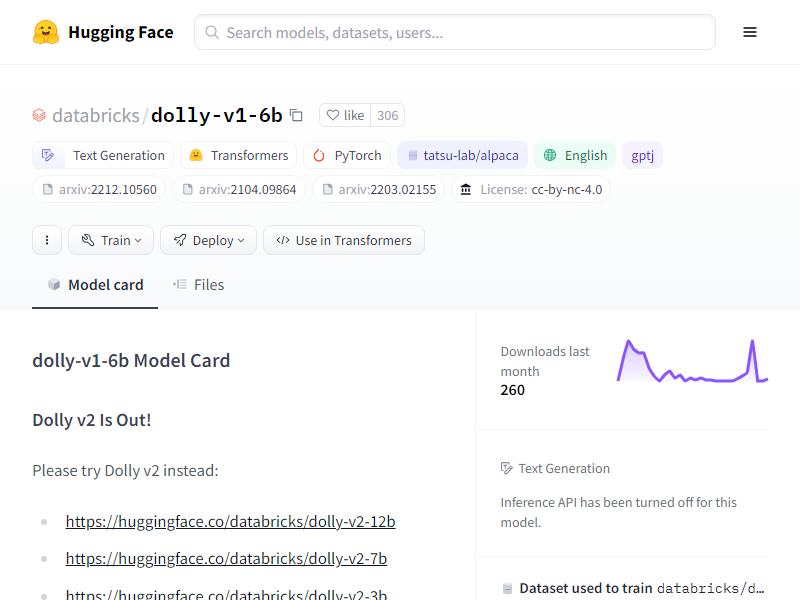 Hugging Face
Search models, datasets, users...
databricks/dolly-v1-6b
like 306
Text Generation Transformers PyTorch tatsu-lab/alpaca English gptj
arxiv:2212.10560 arxiv:2104.09864 arxiv:2203.02155 License: cc-by-nc-4.0
Train Deploy </> Use in Transformers
Model card Files
dolly-v1-6b Model Card
Dolly v2 Is Out!
Please try Dolly v2 instead:
https://huggingface.co/databricks/dolly-v2-12b
https://huggingface.co/databricks/dolly-v2-7b
https://huggingface.co/databricks/dolly-v2-3b
Downloads last
month
260
Text Generation
Inference API has been turned off for this
model.
Dataset used to train databricks/d…